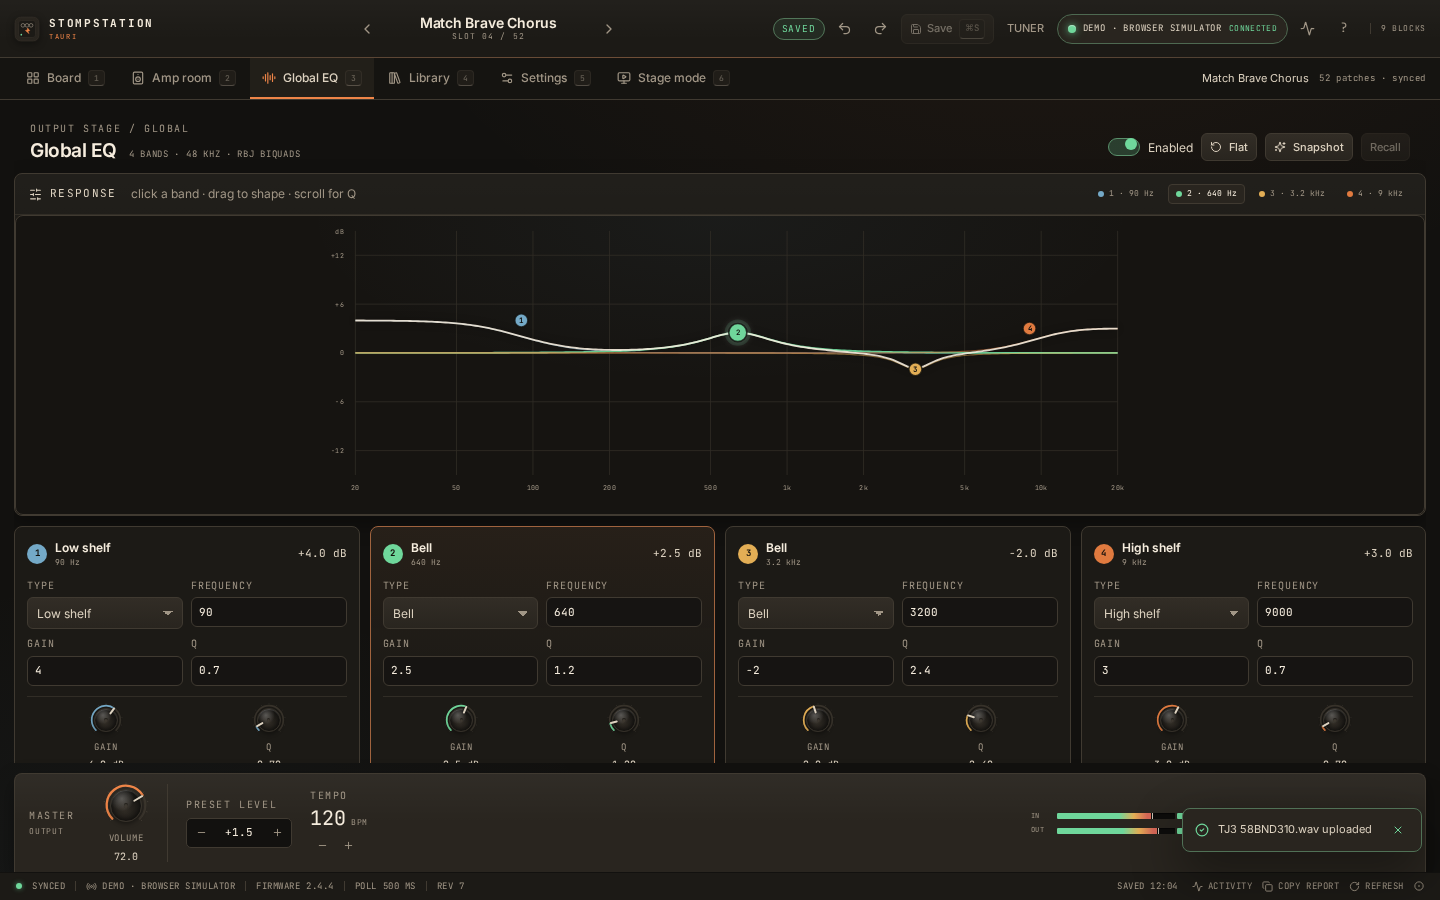 STOMPSTATION
TAURI
Match Brave Chorus
SLOT 04 / 52
SAVED
Save ⌘S
TUNER
DEMO · BROWSER SIMULATOR CONNECTED
?
9 BLOCKS
Board 1
Amp room 2
Global EQ 3
Library 4
Settings 5
Stage mode 6
Match Brave Chorus 52 patches · synced
OUTPUT STAGE / GLOBAL
Global EQ 4 BANDS · 48 KHZ · RBJ BIQUADS
Enabled
Flat
Snapshot
Recall
RESPONSE click a band · drag to shape · scroll for Q
1 · 90 Hz
2 · 640 Hz
3 · 3.2 kHz
4 · 9 kHz
dB
+12
+6
0
-6
-12
1
2
3
4
20 50 100 200 500 1k 2k 5k 10k 20k
1 Low shelf +4.0 dB
90 Hz
TYPE FREQUENCY
Low shelf 90
GAIN Q
4 0.7
GAIN Q
2 Bell +2.5 dB
640 Hz
TYPE FREQUENCY
Bell 640
GAIN Q
2.5 1.2
GAIN Q
3 Bell -2.0 dB
3.2 kHz
TYPE FREQUENCY
Bell 3200
GAIN Q
-2 2.4
GAIN Q
4 High shelf +3.0 dB
9 kHz
TYPE FREQUENCY
High shelf 9000
GAIN Q
3 0.7
GAIN Q
MASTER
OUTPUT
VOLUME
72.0
PRESET LEVEL
− +1.5 +
TEMPO
120 BPM
− +
IN
OUT
TJ3 58BND310.wav uploaded
SYNCED
DEMO · BROWSER SIMULATOR
FIRMWARE 2.4.4
POLL 500 MS
REV 7
SAVED 12:04
ACTIVITY
COPY REPORT
REFRESH